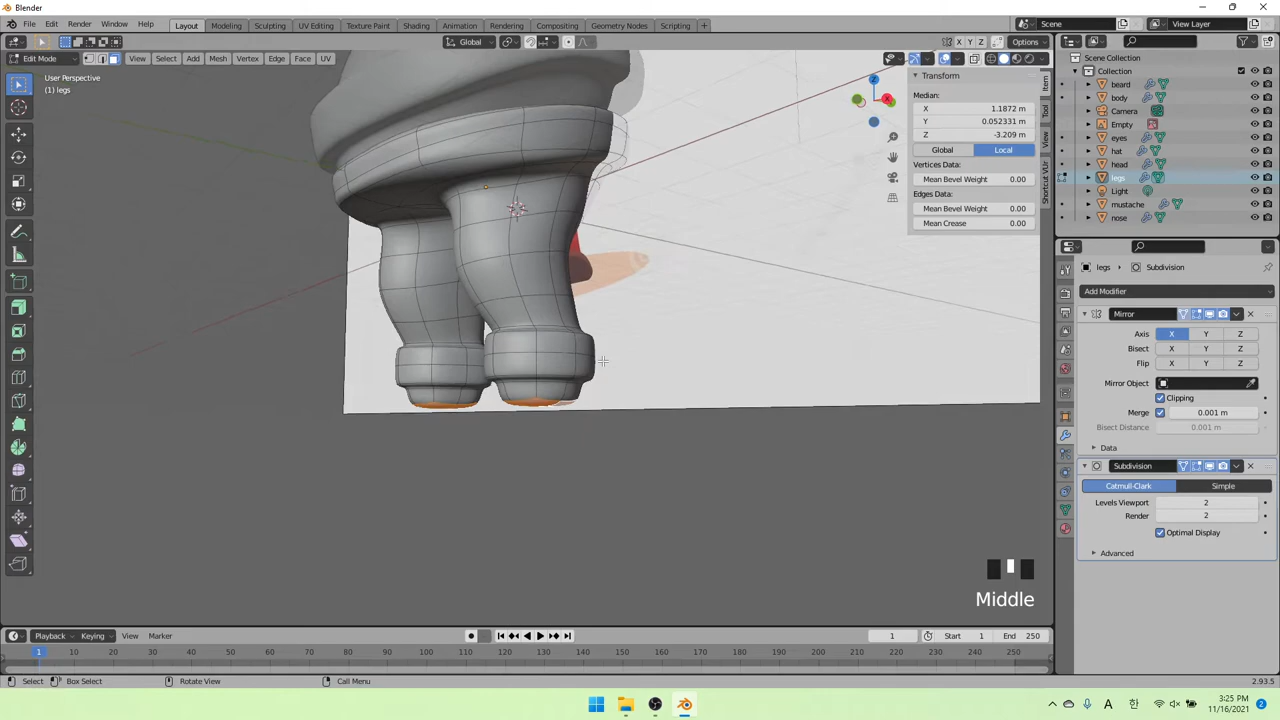 Blender
File Edit Render Window Help Layout Modeling Sculpting UV Editing Texture Paint Shading Animation Rendering Compositing Geometry Nodes Scripting + Scene View Layer
Global X Y Z Options
Edit Mode View Select Add Mesh Vertex Edge Face UV
User Perspective
(1) legs
Z
X
Transform
Median:
X 1.1872 m
Y 0.052331 m
Z -3.209 m
Global Local
Vertices Data:
Mean Bevel Weight 0.00
Edges Data:
Mean Bevel Weight 0.00
Mean Crease 0.00
Item
Tool
View
Shortcut VUr
Scene Collection
Collection
beard
body
Camera
Empty
eyes
hat
head
legs
Light
mustache
nose
legs Subdivision
Add Modifier
Mirror
Axis X Y Z
Bisect X Y Z
Flip X Y Z
Mirror Object
Clipping
Merge 0.001 m
Bisect Distance 0.001 m
Data
Subdivision
Catmull-Clark Simple
Levels Viewport 2
Render 2
Optimal Display
Advanced
Middle
Playback Keying View Marker 1 Start 1 End 250
1 10 20 30 40 50 60 70 80 90 100 110 120 130 140 150 160 170 180 190 200 210 220 230 240 250
Select Box Select Rotate View Call Menu 2.93.5
A 한 3:25 PM
11/16/2021 2